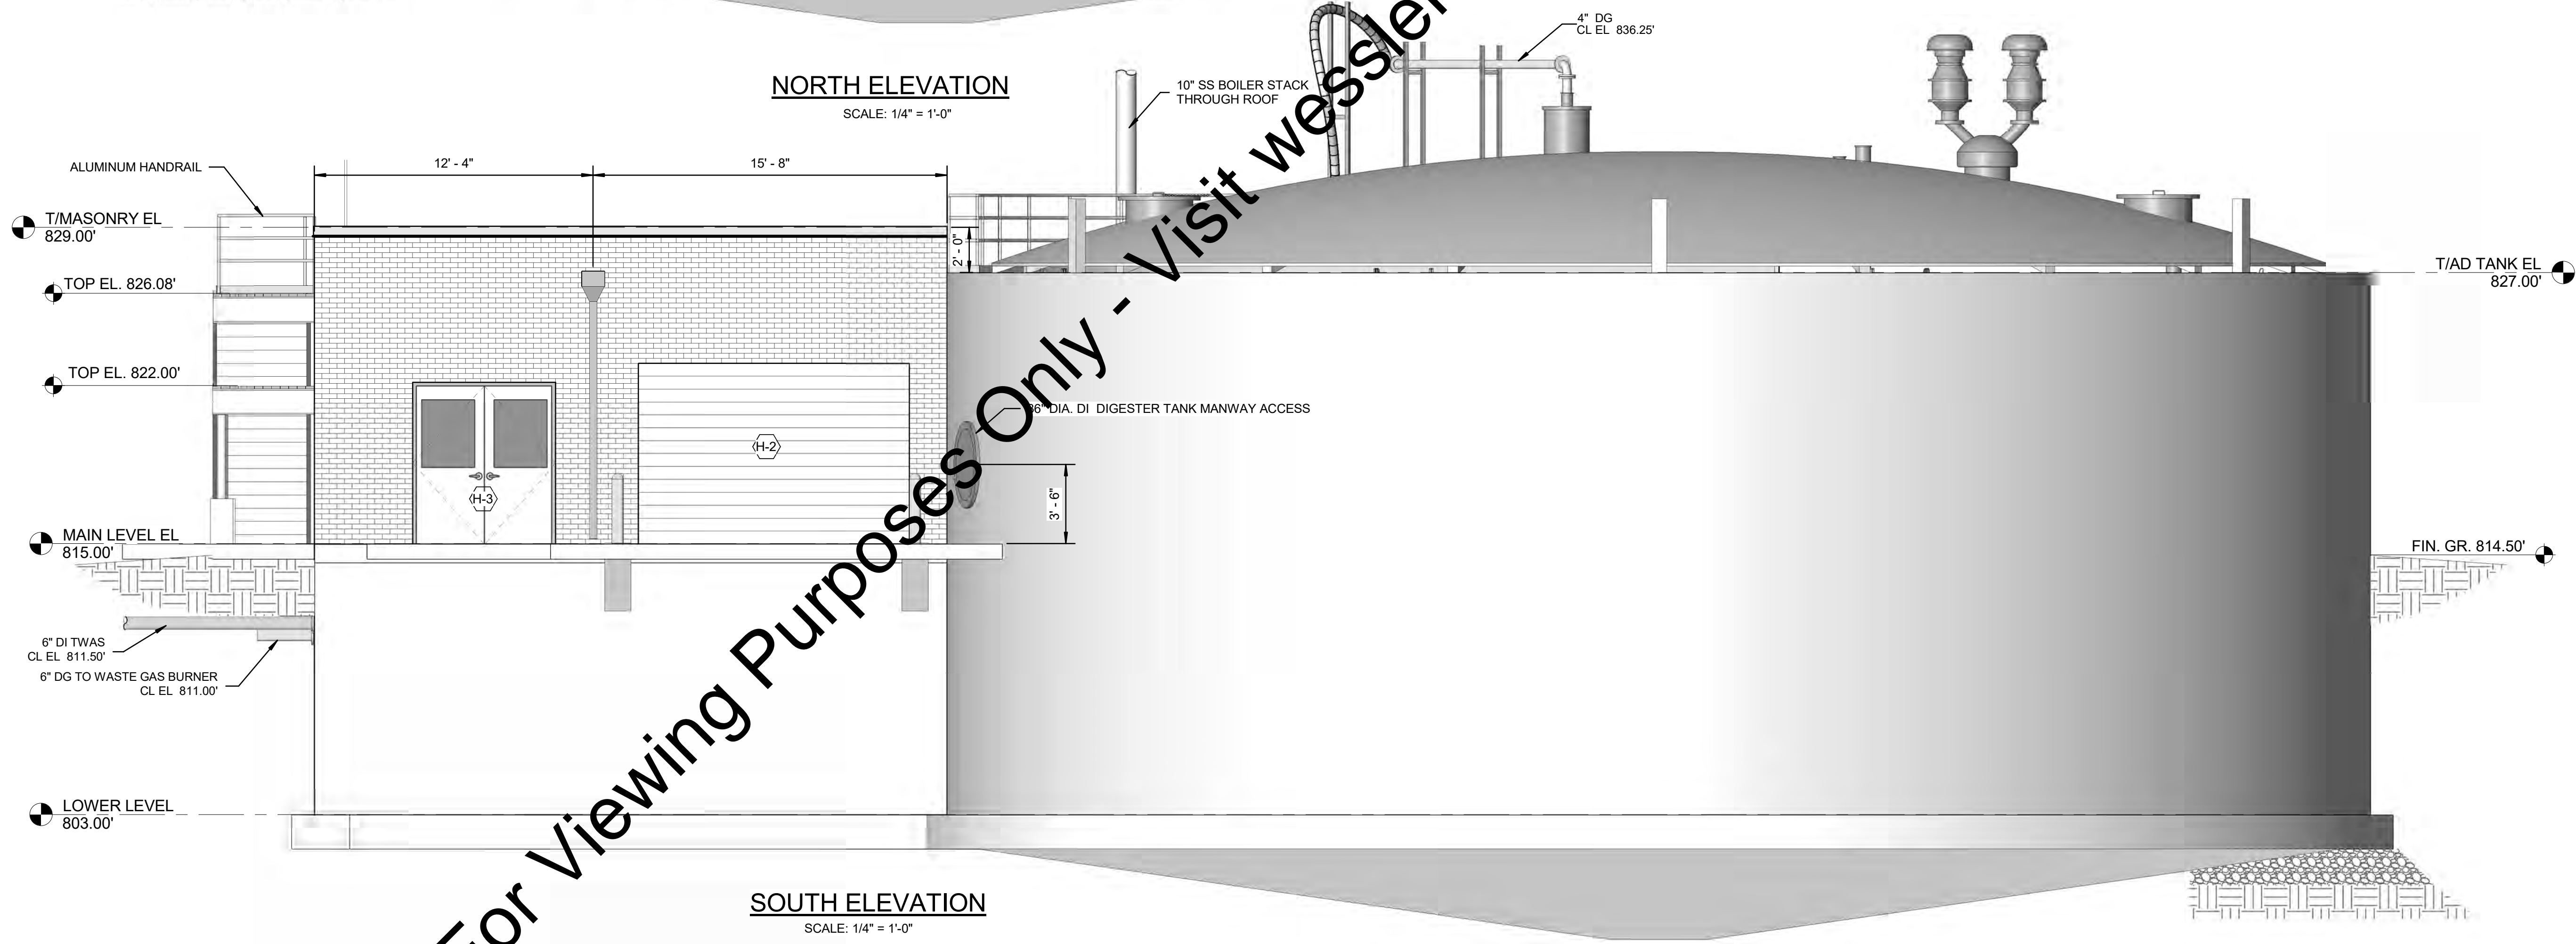 4" DG
CL EL 836.25'
NORTH ELEVATION
SCALE: 1/4" = 1'-0"
10" SS BOILER STACK
THROUGH ROOF
ALUMINUM HANDRAIL
12' - 4"
15' - 8"
T/MASONRY EL
829.00'
2' - 0"
T/AD TANK EL
827.00'
TOP EL. 826.08'
TOP EL. 822.00'
36" DIA. DI DIGESTER TANK MANWAY ACCESS
H-2
H-3
3' - 6"
MAIN LEVEL EL
815.00'
FIN. GR. 814.50'
6" DI TWAS
CL EL 811.50'
6" DG TO WASTE GAS BURNER
CL EL 811.00'
LOWER LEVEL
803.00'
SOUTH ELEVATION
SCALE: 1/4" = 1'-0"
For Viewing Purposes Only - Visit wessler